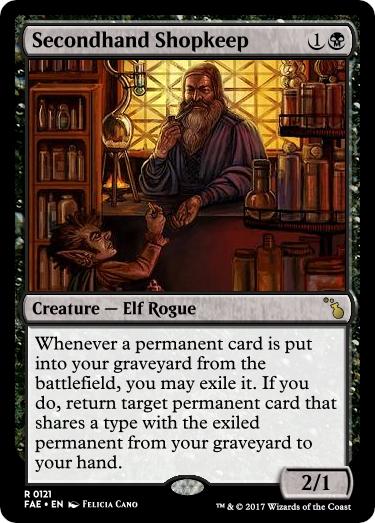 Secondhand Shopkeep 1
Creature — Elf Rogue
Whenever a permanent card is put
into your graveyard from the
battlefield, you may exile it. If you
do, return target permanent card that
shares a type with the exiled
permanent from your graveyard to
your hand.
2/1
R 0121
FAE • EN Felicia Cano
™ & © 2017 Wizards of the Coast